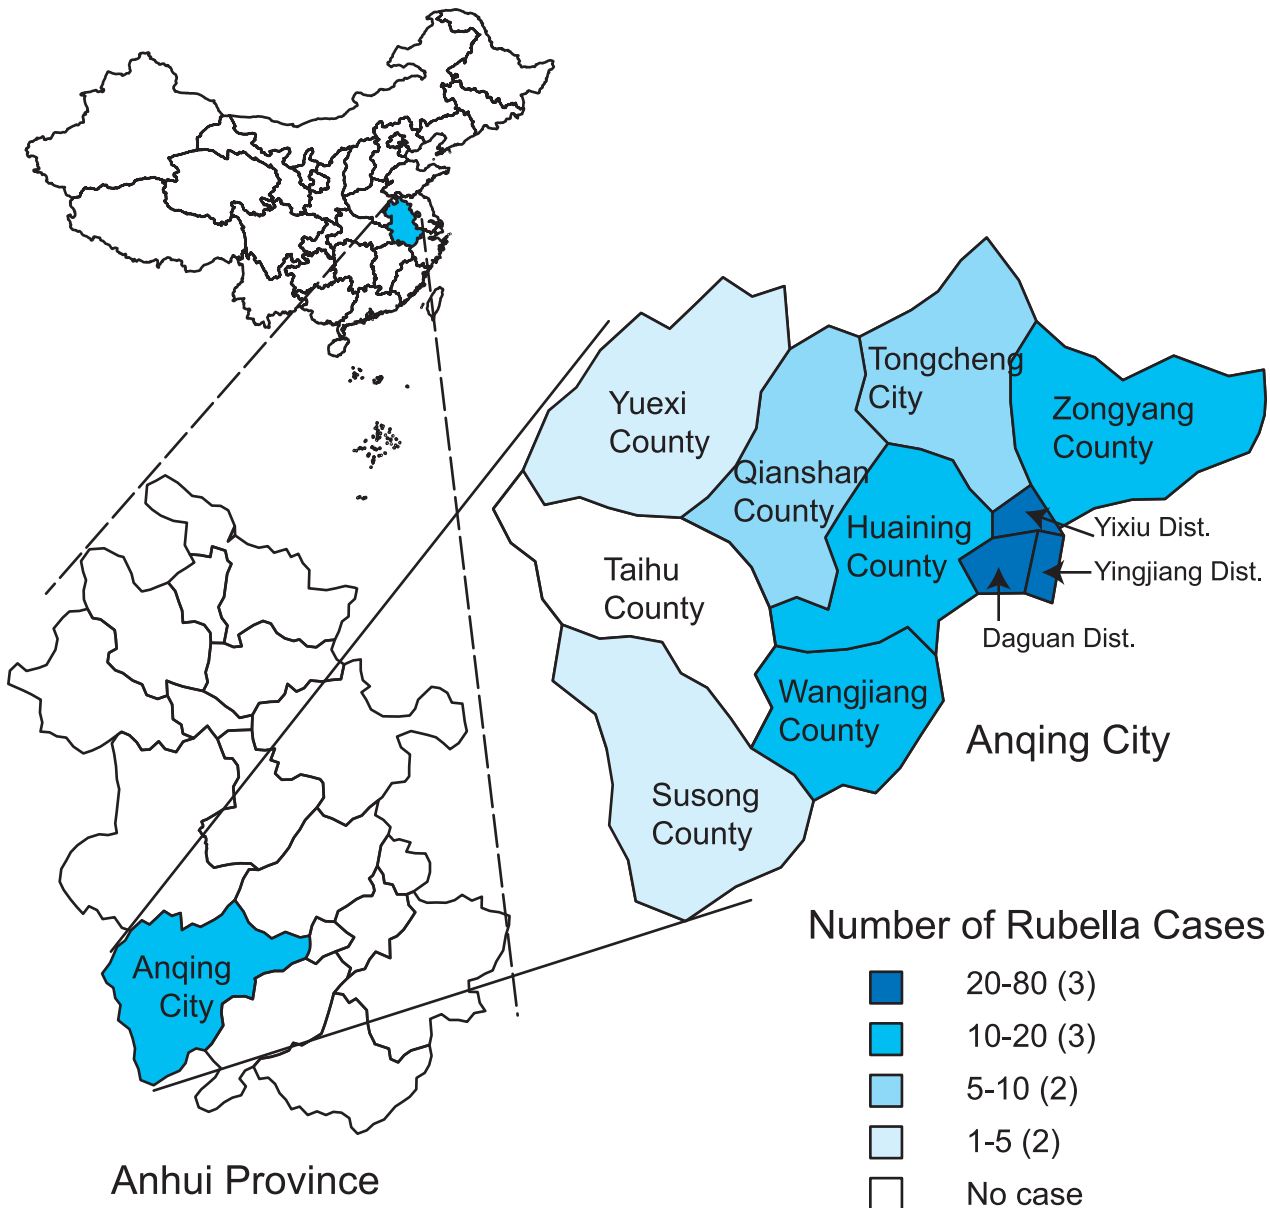 Yuexi
County
Tongcheng
City
Zongyang
County
Qianshan
County
Huaining
County
Yixiu Dist.
Taihu
County
Yingjiang Dist.
Daguan Dist.
Wangjiang
County
Anqing City
Susong
County
Anqing
City
Anhui Province
Number of Rubella Cases
20-80 (3)
10-20 (3)
5-10 (2)
1-5 (2)
No case